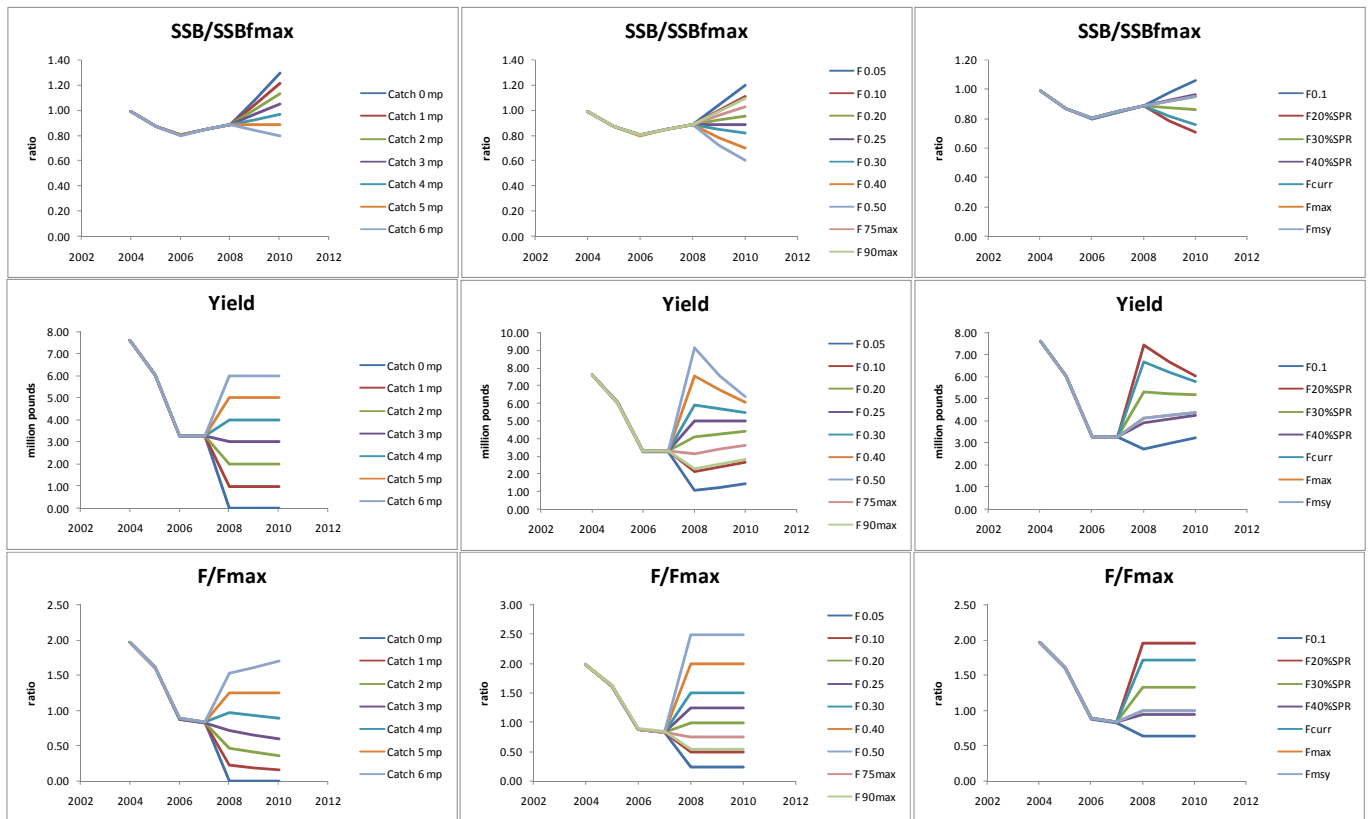 SSB/SSBfmax
ratio
1.40
1.20
1.00
0.80
0.60
0.40
0.20
0.00
2002 2004 2006 2008 2010 2012
Catch 0 mp
Catch 1 mp
Catch 2 mp
Catch 3 mp
Catch 4 mp
Catch 5 mp
Catch 6 mp
SSB/SSBfmax
ratio
1.40
1.20
1.00
0.80
0.60
0.40
0.20
0.00
2002 2004 2006 2008 2010 2012
F 0.05
F 0.10
F 0.20
F 0.25
F 0.30
F 0.40
F 0.50
F 75max
F 90max
SSB/SSBfmax
ratio
1.20
1.00
0.80
0.60
0.40
0.20
0.00
2002 2004 2006 2008 2010 2012
F0.1
F20%SPR
F30%SPR
F40%SPR
Fcurr
Fmax
Fmsy
Yield
million pounds
8.00
7.00
6.00
5.00
4.00
3.00
2.00
1.00
0.00
2002 2004 2006 2008 2010 2012
Catch 0 mp
Catch 1 mp
Catch 2 mp
Catch 3 mp
Catch 4 mp
Catch 5 mp
Catch 6 mp
Yield
million pounds
10.00
9.00
8.00
7.00
6.00
5.00
4.00
3.00
2.00
1.00
0.00
2002 2004 2006 2008 2010 2012
F 0.05
F 0.10
F 0.20
F 0.25
F 0.30
F 0.40
F 0.50
F 75max
F 90max
Yield
million pounds
8.00
7.00
6.00
5.00
4.00
3.00
2.00
1.00
0.00
2002 2004 2006 2008 2010 2012
F0.1
F20%SPR
F30%SPR
F40%SPR
Fcurr
Fmax
Fmsy
F/Fmax
ratio
2.50
2.00
1.50
1.00
0.50
0.00
2002 2004 2006 2008 2010 2012
Catch 0 mp
Catch 1 mp
Catch 2 mp
Catch 3 mp
Catch 4 mp
Catch 5 mp
Catch 6 mp
F/Fmax
ratio
3.00
2.50
2.00
1.50
1.00
0.50
0.00
2002 2004 2006 2008 2010 2012
F 0.05
F 0.10
F 0.20
F 0.25
F 0.30
F 0.40
F 0.50
F 75max
F 90max
F/Fmax
ratio
2.50
2.00
1.50
1.00
0.50
0.00
2002 2004 2006 2008 2010 2012
F0.1
F20%SPR
F30%SPR
F40%SPR
Fcurr
Fmax
Fmsy